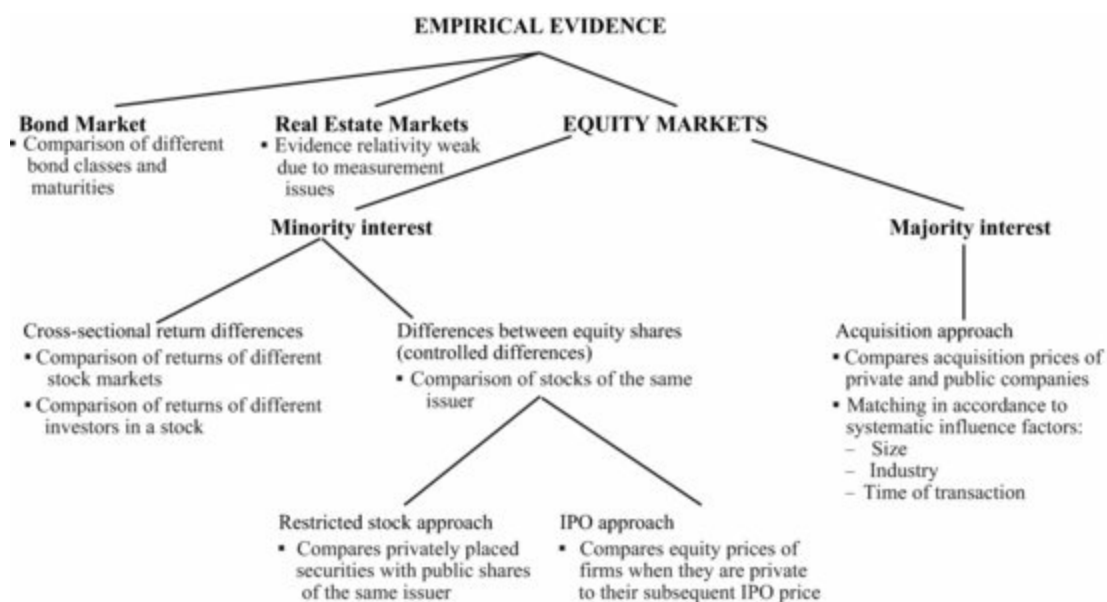 EMPIRICAL EVIDENCE
Bond Market
▪ Comparison of different
bond classes and
maturities
Real Estate Markets
▪ Evidence relativity weak
due to measurement
issues
EQUITY MARKETS
Minority interest
Majority interest
Cross-sectional return differences
▪ Comparison of returns of different
stock markets
▪ Comparison of returns of different
investors in a stock
Differences between equity shares
(controlled differences)
▪ Comparison of stocks of the same
issuer
Acquisition approach
▪ Compares acquisition prices of
private and public companies
▪ Matching in accordance to
systematic influence factors:
– Size
– Industry
– Time of transaction
Restricted stock approach
▪ Compares privately placed
securities with public shares
of the same issuer
IPO approach
▪ Compares equity prices of
firms when they are private
to their subsequent IPO price